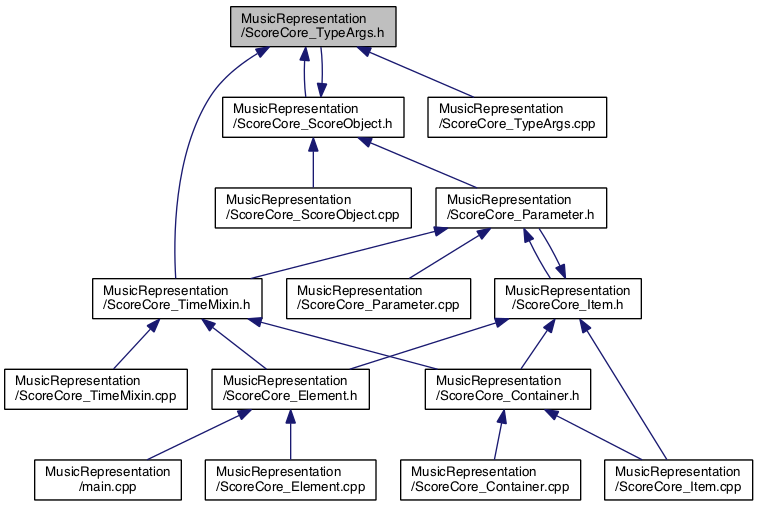 MusicRepresentation
/ScoreCore_TypeArgs.h
MusicRepresentation
/ScoreCore_ScoreObject.h
MusicRepresentation
/ScoreCore_TypeArgs.cpp
MusicRepresentation
/ScoreCore_ScoreObject.cpp
MusicRepresentation
/ScoreCore_Parameter.h
MusicRepresentation
/ScoreCore_TimeMixin.h
MusicRepresentation
/ScoreCore_Parameter.cpp
MusicRepresentation
/ScoreCore_Item.h
MusicRepresentation
/ScoreCore_TimeMixin.cpp
MusicRepresentation
/ScoreCore_Element.h
MusicRepresentation
/ScoreCore_Container.h
MusicRepresentation
/main.cpp
MusicRepresentation
/ScoreCore_Element.cpp
MusicRepresentation
/ScoreCore_Container.cpp
MusicRepresentation
/ScoreCore_Item.cpp